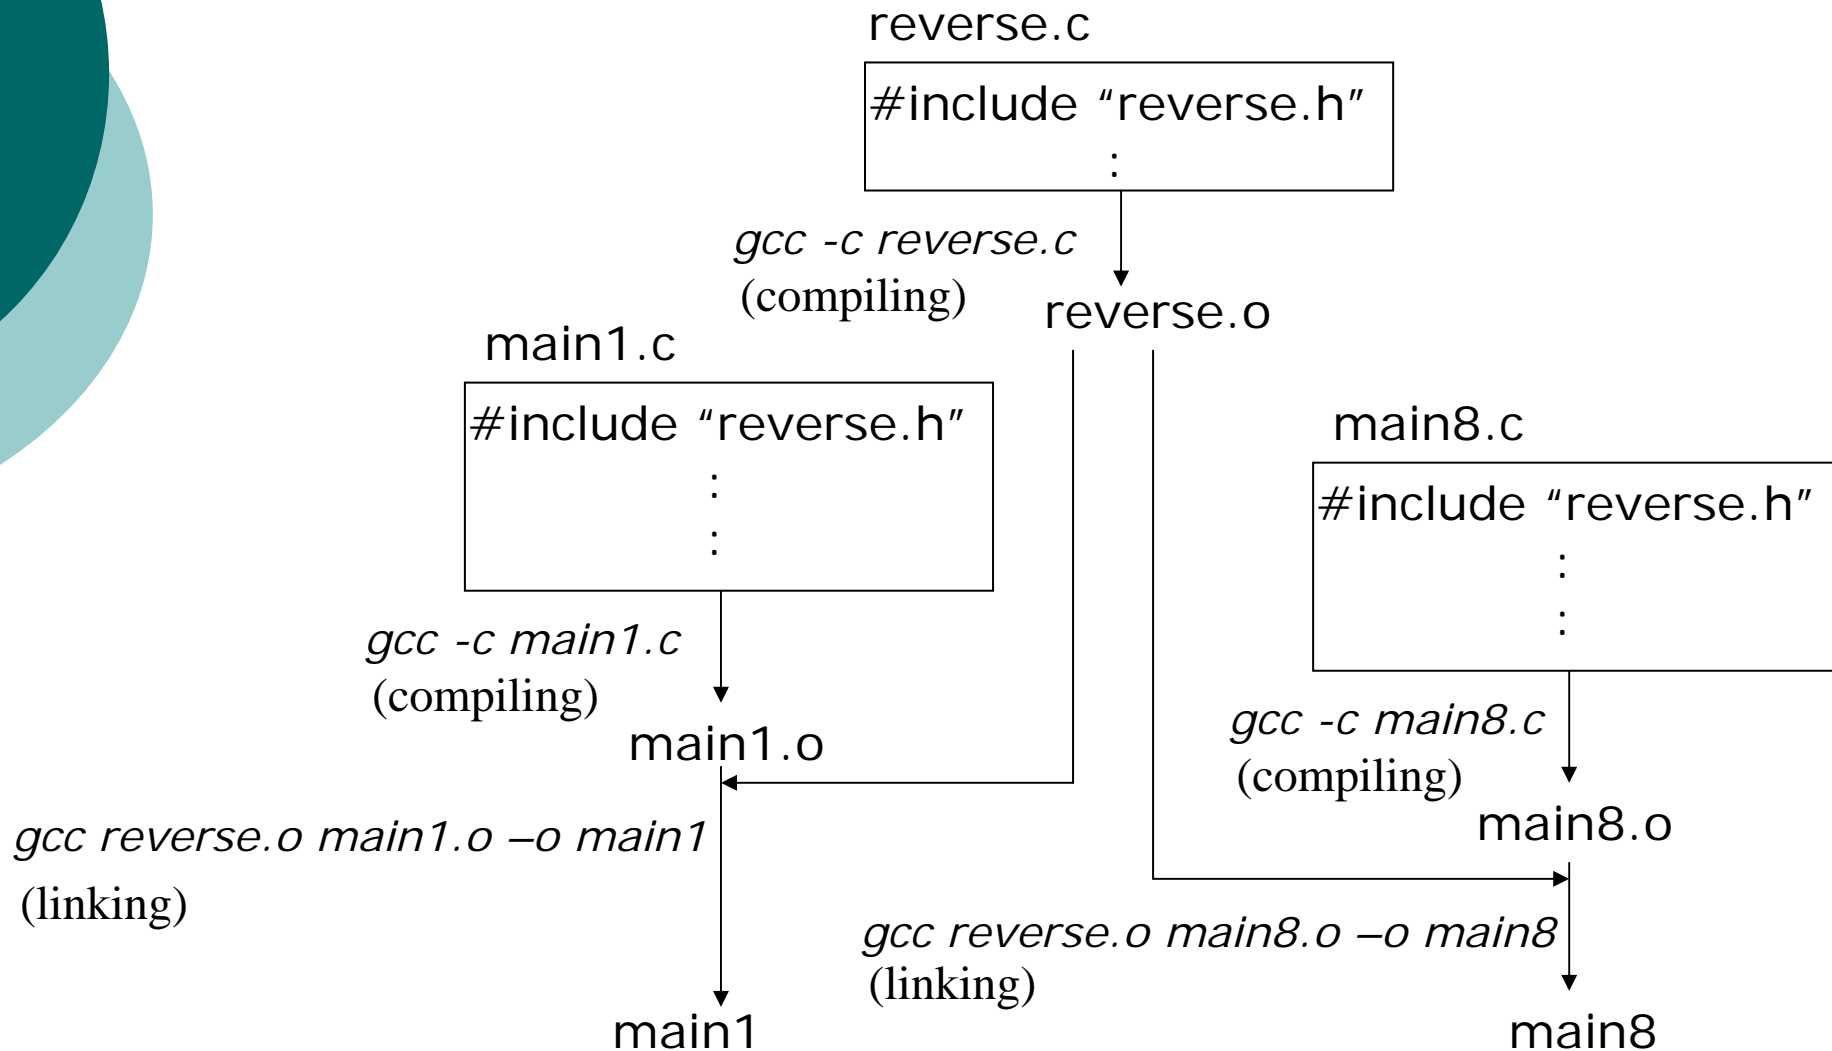 reverse.c
#include “reverse.h”
:
gcc -c reverse.c
(compiling)
reverse.o
main1.c
#include “reverse.h”
:
:
gcc -c main1.c
(compiling)
main1.o
gcc reverse.o main1.o –o main1
(linking)
main1
main8.c
#include “reverse.h”
:
:
gcc -c main8.c
(compiling)
main8.o
gcc reverse.o main8.o –o main8
(linking)
main8